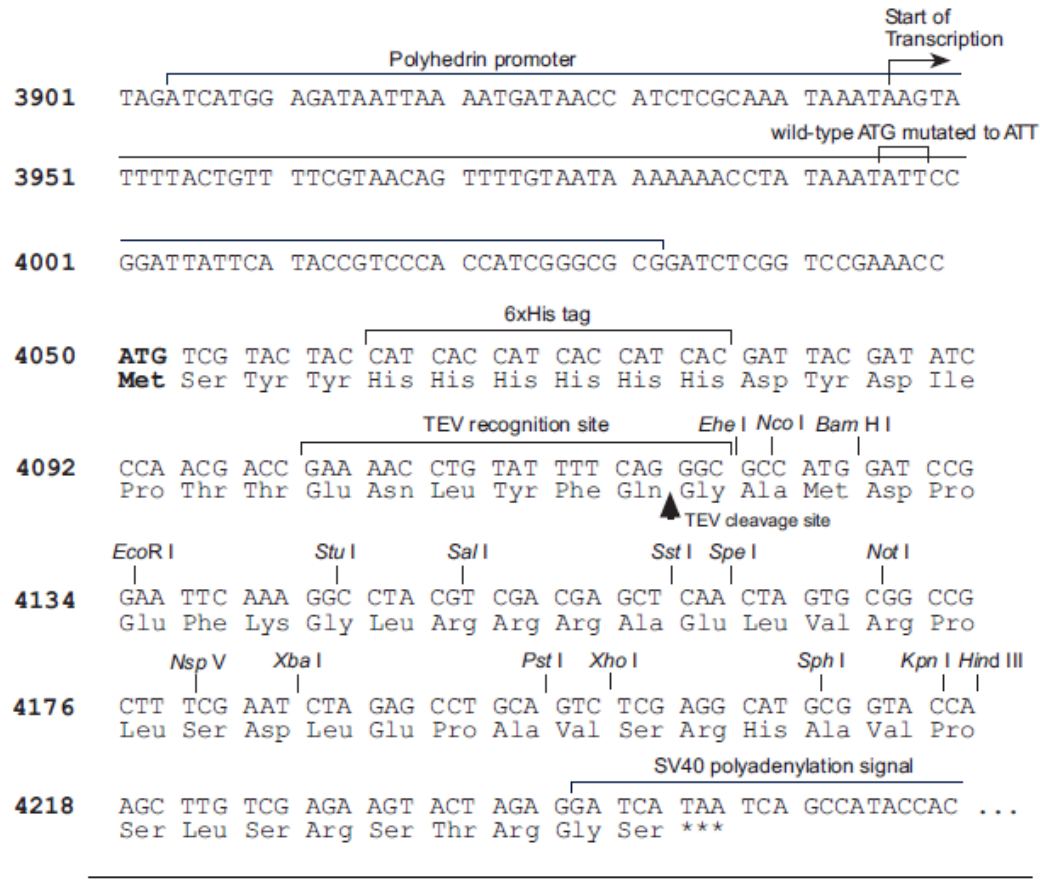 Start of
Transcription
Polyhedrin promoter
3901 TAGATCATGG AGATAATTAA AATGATAACC ATCTCGCAAA TAAATAAGTA
wild-type ATG mutated to ATT
3951 TTTTACTGTT TTCGTAACAG TTTTGTAATA AAAAAACCTA TAAATATTCC
4001 GGATTATTCA TACCGTCCCA CCATCGGGCG CGGATCTCGG TCCGAAACC
6xHis tag
4050 ATG TCG TAC TAC CAT CAC CAT CAC CAT CAC GAT TAC GAT ATC
Met Ser Tyr Tyr His His His His His His Asp Tyr Asp Ile
TEV recognition site Ehe I Nco I Bam H I
4092 CCA ACG ACC GAA AAC CTG TAT TTT CAG GGC GCC ATG GAT CCG
Pro Thr Thr Glu Asn Leu Tyr Phe Gln Gly Ala Met Asp Pro
TEV cleavage site
EcoR I Stu I Sal I Sst I Spe I Not I
4134 GAA TTC AAA GGC CTA CGT CGA CGA GCT CAA CTA GTG CGG CCG
Glu Phe Lys Gly Leu Arg Arg Arg Ala Glu Leu Val Arg Pro
Nsp V Xba I Pst I Xho I Sph I Kpn I Hind III
4176 CTT TCG AAT CTA GAG CCT GCA GTC TCG AGG CAT GCG GTA CCA
Leu Ser Asp Leu Glu Pro Ala Val Ser Arg His Ala Val Pro
SV40 polyadenylation signal
4218 AGC TTG TCG AGA AGT ACT AGA GGA TCA TAA TCA GCCATACCAC ...
Ser Leu Ser Arg Ser Thr Arg Gly Ser ***